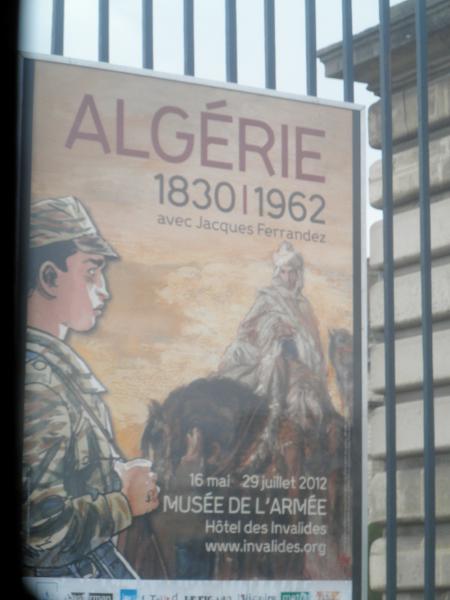 ALGÉRIE
1830 | 1962
avec Jacques Ferrandez
16 mai 29 juillet 2012
MUSÉE DE L'ARMÉE
Hôtel des Invalides
www.invalides.org